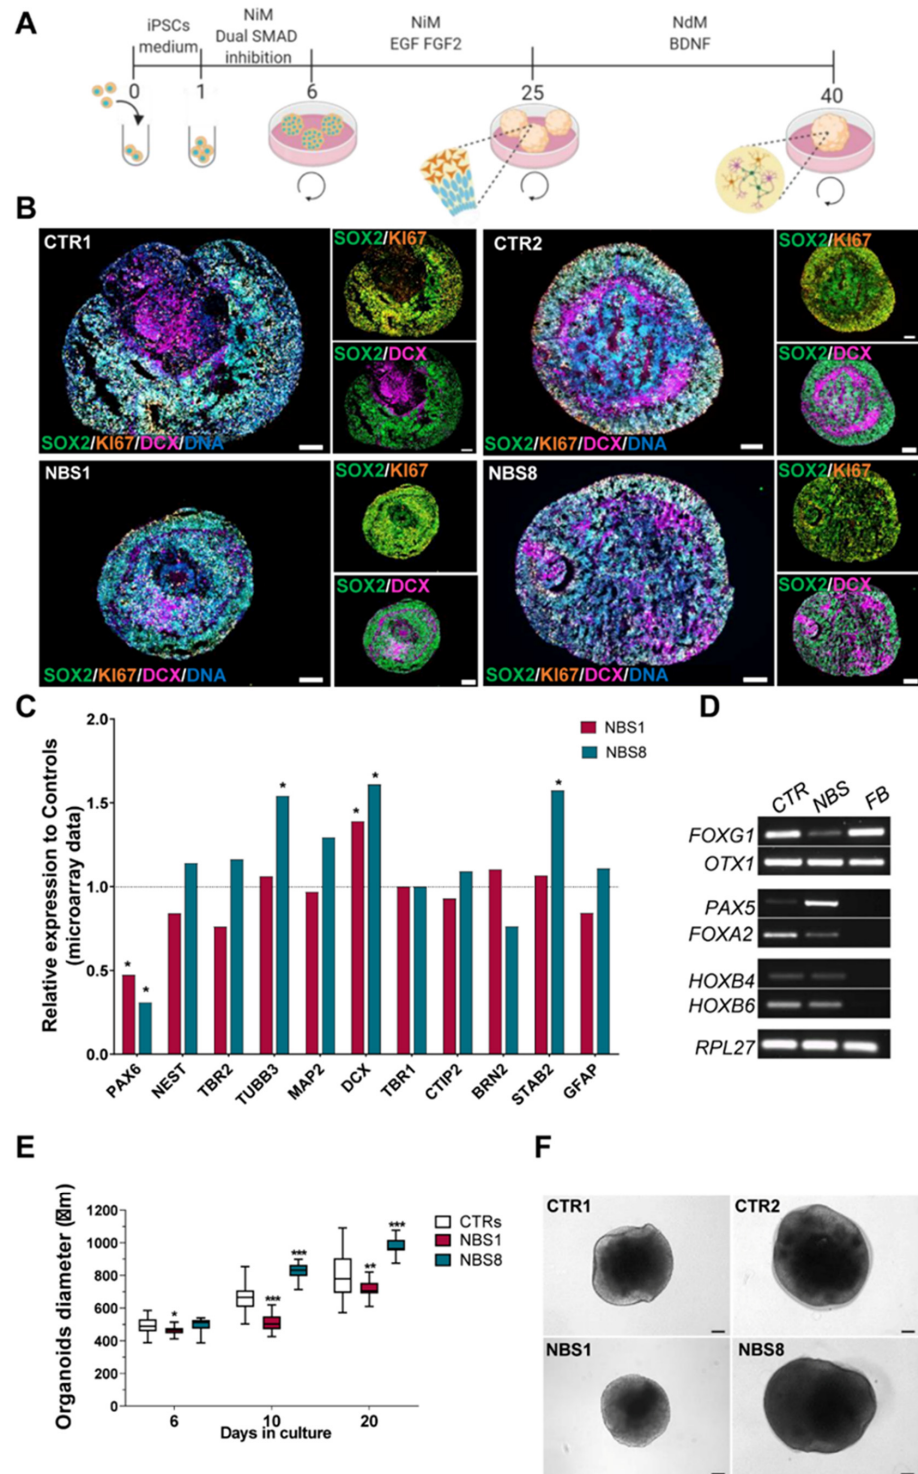 A
iPSCs
medium
NiM
Dual SMAD
inhibition
NiM
EGF FGF2
NdM
BDNF
0
1
6
25
40
B
CTR1
SOX2/KI67/DCX/DNA
SOX2/KI67
SOX2/DCX
CTR2
SOX2/KI67/DCX/DNA
SOX2/KI67
SOX2/DCX
NBS1
SOX2/KI67/DCX/DNA
SOX2/KI67
SOX2/DCX
NBS8
SOX2/KI67/DCX/DNA
SOX2/KI67
SOX2/DCX
C
Relative expression to Controls
(microarray data)
2.0
1.5
1.0
0.5
0.0
NBS1
NBS8
* * * * * *
PAX6 NEST TBR2 TUBB3 MAP2 DCX TBR1 CTIP2 BRN2 STAB2 GFAP
D
CTR NBS FB
FOXG1
OTX1
PAX5
FOXA2
HOXB4
HOXB6
RPL27
E
Organoids diameter (☒m)
1200
1000
800
600
400
200
0
CTRs
NBS1
NBS8
* *** *** ** ***
6 10 20
Days in culture
F
CTR1
CTR2
NBS1
NBS8